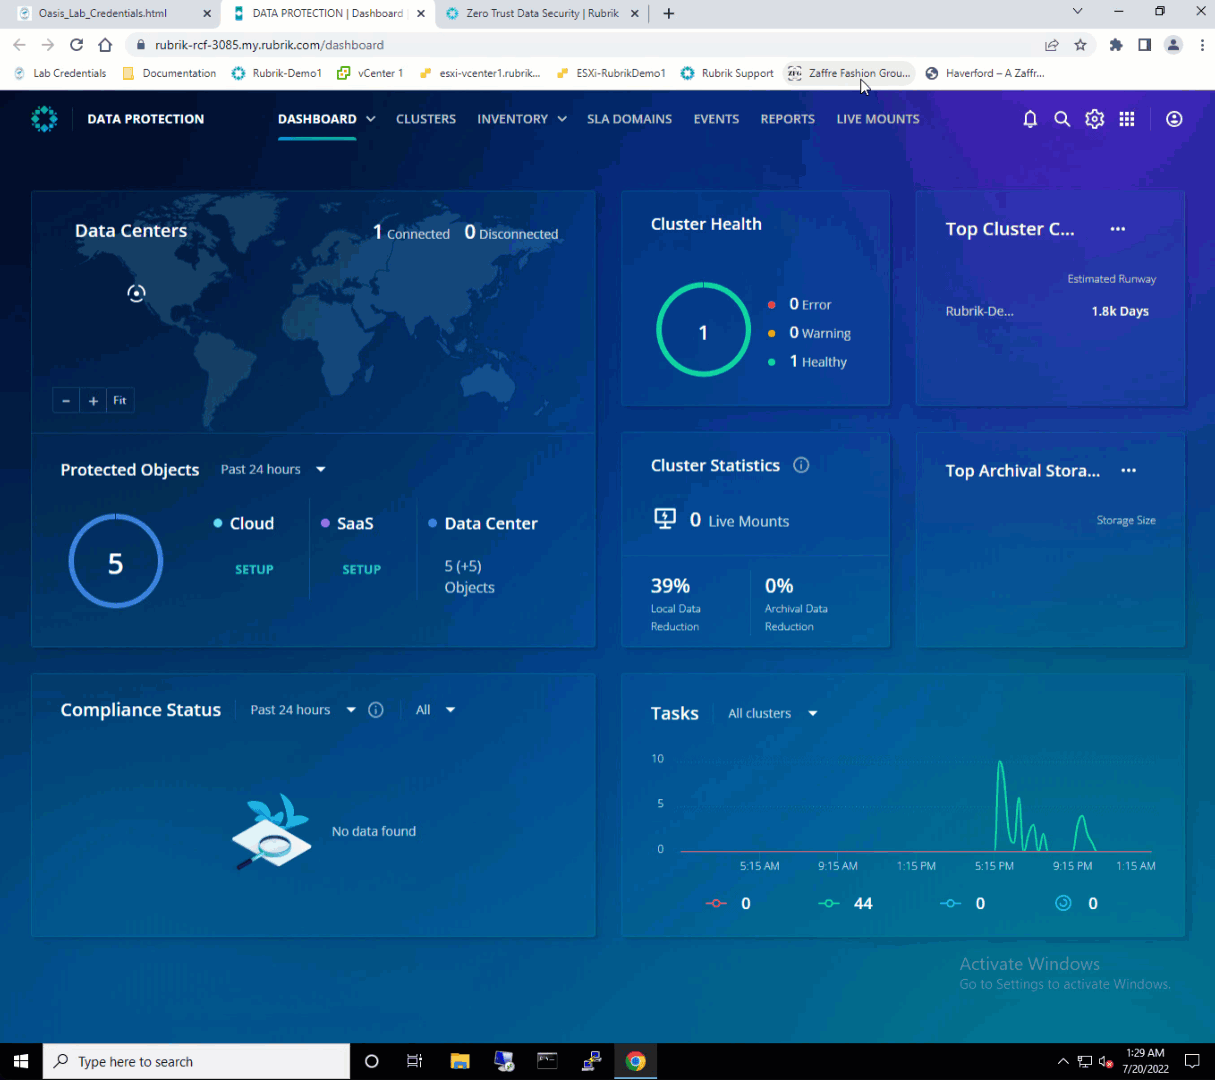 Oasis_Lab_Credentials.html
DATA PROTECTION | Dashboard
Zero Trust Data Security | Rubrik
rubrik-rcf-3085.my.rubrik.com/dashboard
Lab Credentials
Documentation
Rubrik-Demo1
vCenter 1
esxi-vcenter1.rubrik...
ESXi-RubrikDemo1
Rubrik Support
ZFG
Zaffre Fashion Grou...
Haverford – A Zaffr...
DATA PROTECTION
DASHBOARD
CLUSTERS
INVENTORY
SLA DOMAINS
EVENTS
REPORTS
LIVE MOUNTS
Data Centers
1 Connected
0 Disconnected
- + Fit
Cluster Health
1
0 Error
0 Warning
1 Healthy
Top Cluster C... ...
Estimated Runway
Rubrik-De... 1.8k Days
Protected Objects
Past 24 hours
5
Cloud
SETUP
SaaS
SETUP
Data Center
5 (+5)
Objects
Cluster Statistics
0 Live Mounts
39%
Local Data
Reduction
0%
Archival Data
Reduction
Top Archival Stora... ...
Storage Size
Compliance Status
Past 24 hours
All
No data found
Tasks
All clusters
10
5
0
5:15 AM 9:15 AM 1:15 PM 5:15 PM 9:15 PM 1:15 AM
0 44 0 0
Activate Windows
Go to Settings to activate Windows.
Type here to search
1:29 AM
7/20/2022